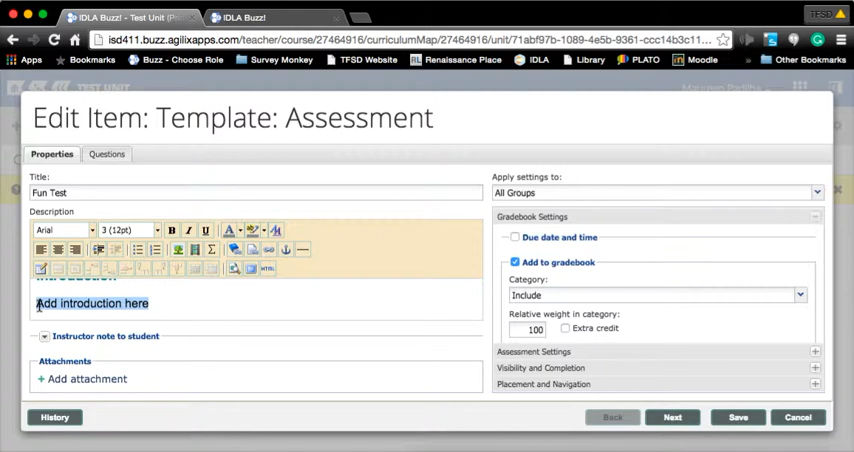 TFSD
IDLA Buzz! - Test Unit (P
IDLA Buzz!
isd411.buzz.agilixapps.com/teacher/course/27464916/curriculumMap/27464916/unit/71abf97b-1089-4e5b-9361-ccc14b3c11
Apps Bookmarks Buzz - Choose Role Survey Monkey TFSD Website Renaissance Place IDLA Library PLATO Moodle » Other Bookmarks
TEST UNIT
Edit Item: Template: Assessment
Properties Questions
Title:
Fun Test
Apply settings to:
All Groups
Description
Arial 3 (12pt) B I U A
HTML
Introduction
Add introduction here
Instructor note to student
Attachments
+ Add attachment
Gradebook Settings
Due date and time
Add to gradebook
Category:
Include
Relative weight in category:
100 Extra credit
Assessment Settings
Visibility and Completion
Placement and Navigation
History Back Next Save Cancel